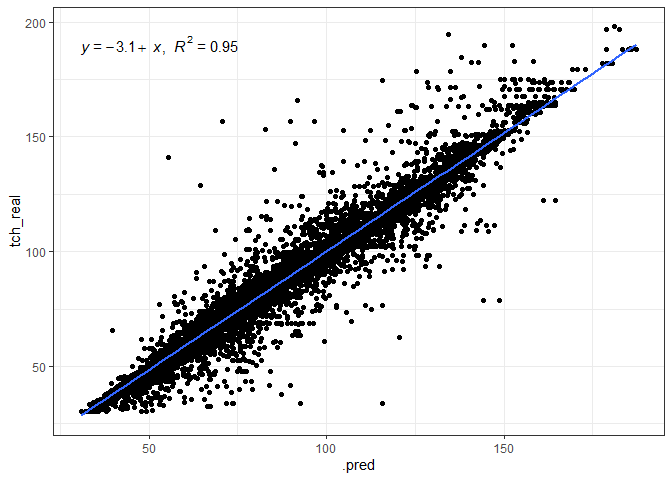 y = −3.1 + x, R² = 0.95
200
150
100
50
tch_real
50
100
150
.pred